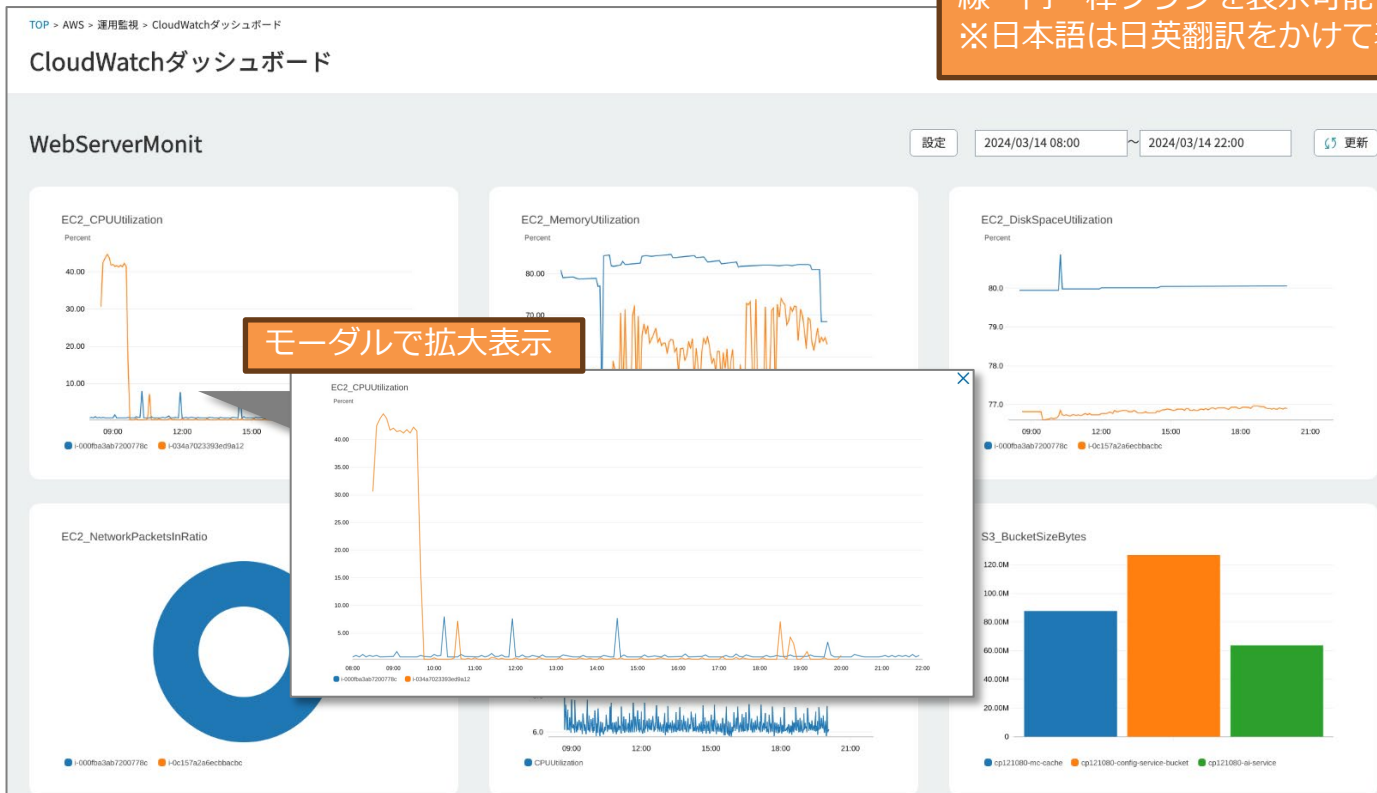 TOP > AWS > 運用監視 > CloudWatchダッシュボード
※日本語は日英翻訳をかけて
CloudWatchダッシュボード
WebServerMonit
設定
2024/03/14 08:00
～
2024/03/14 22:00
更新
EC2_CPUUtilization
Percent
40.00
30.00
20.00
10.00
09:00
12:00
15:00
i-000fba3ab7200778c
i-034a7023393ed9a12
EC2_MemoryUtilization
Percent
80.00
70.00
EC2_DiskSpaceUtilization
Percent
80.0
79.0
78.0
77.0
09:00
12:00
15:00
18:00
21:00
i-000fba3ab7200778c
i-0c157a2a6ecbbacbc
モーダルで拡大表示
EC2_CPUUtilization
Percent
40.00
35.00
30.00
25.00
20.00
15.00
10.00
5.00
08:00
09:00
10:00
11:00
12:00
13:00
14:00
15:00
16:00
17:00
18:00
19:00
20:00
21:00
22:00
i-000fba3ab7200778c
i-034a7023393ed9a12
EC2_NetworkPacketsInRatio
i-000fba3ab7200778c
i-0c157a2a6ecbbacbc
6.0
09:00
12:00
15:00
18:00
21:00
CPUUtilization
S3_BucketSizeBytes
120.0M
100.0M
80.00M
60.00M
40.00M
20.00M
0
cp121080-mc-cache
cp121080-config-service-bucket
cp121080-ai-service